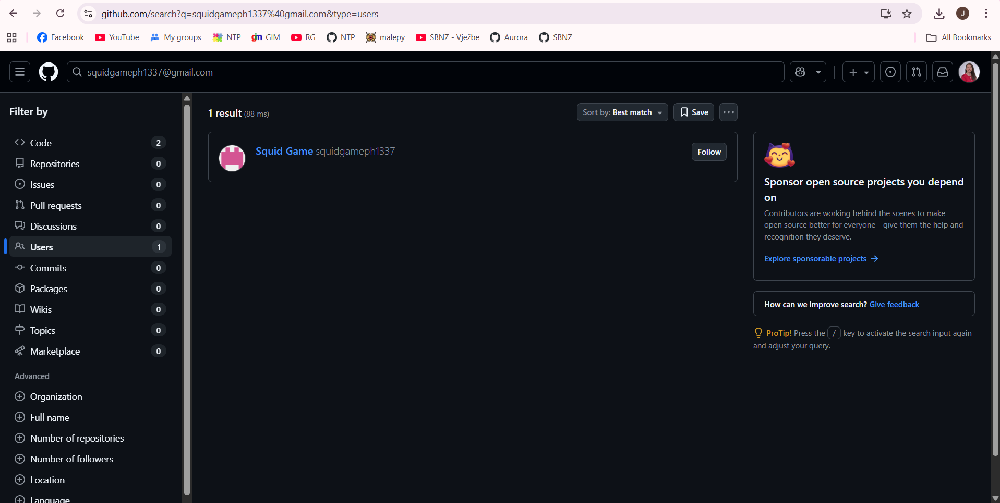 github.com/search?q=squidgameph1337%40gmail.com&type=users
J
Facebook
YouTube
My groups
NTP
gm GIM
RG
NTP
malepy
SBNZ - Vježbe
Aurora
SBNZ
All Bookmarks
squidgameph1337@gmail.com
Filter by
Code 2
Repositories 0
Issues 0
Pull requests 0
Discussions 0
Users 1
Commits 0
Packages 0
Wikis 0
Topics 0
Marketplace 0
Advanced
Organization
Full name
Number of repositories
Number of followers
Location
Language
1 result (88 ms)
Sort by: Best match
Save
Squid Game squidgameph1337
Follow
Sponsor open source projects you depend
on
Contributors are working behind the scenes to make
open source better for everyone—give them the help and
recognition they deserve.
Explore sponsorable projects →
How can we improve search? Give feedback
ProTip! Press the / key to activate the search input again
and adjust your query.